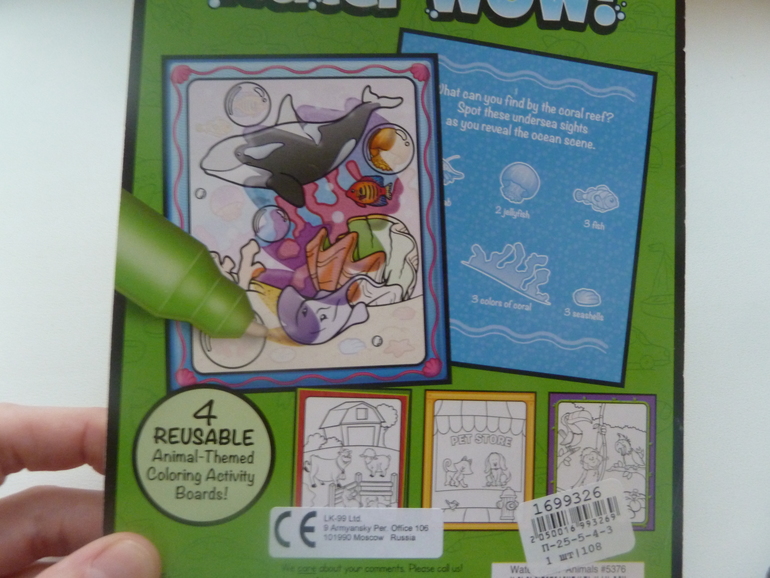 WOW!
What can you find by the coral reef?
Spot these undersea sights
as you reveal the ocean scene.
2 jellyfish
3 fish
3 colors of coral
3 seashells
4
REUSABLE
Animal-Themed
Coloring Activity
Boards!
PET STORE
CE
LK-99 Ltd.
9 Armyansky Per. Office 106
101990 Moscow Russia
1699326
2050016993269
П-25-5-4-3
1 шт|108
We care about your comments. Please call us!
Animals #5376